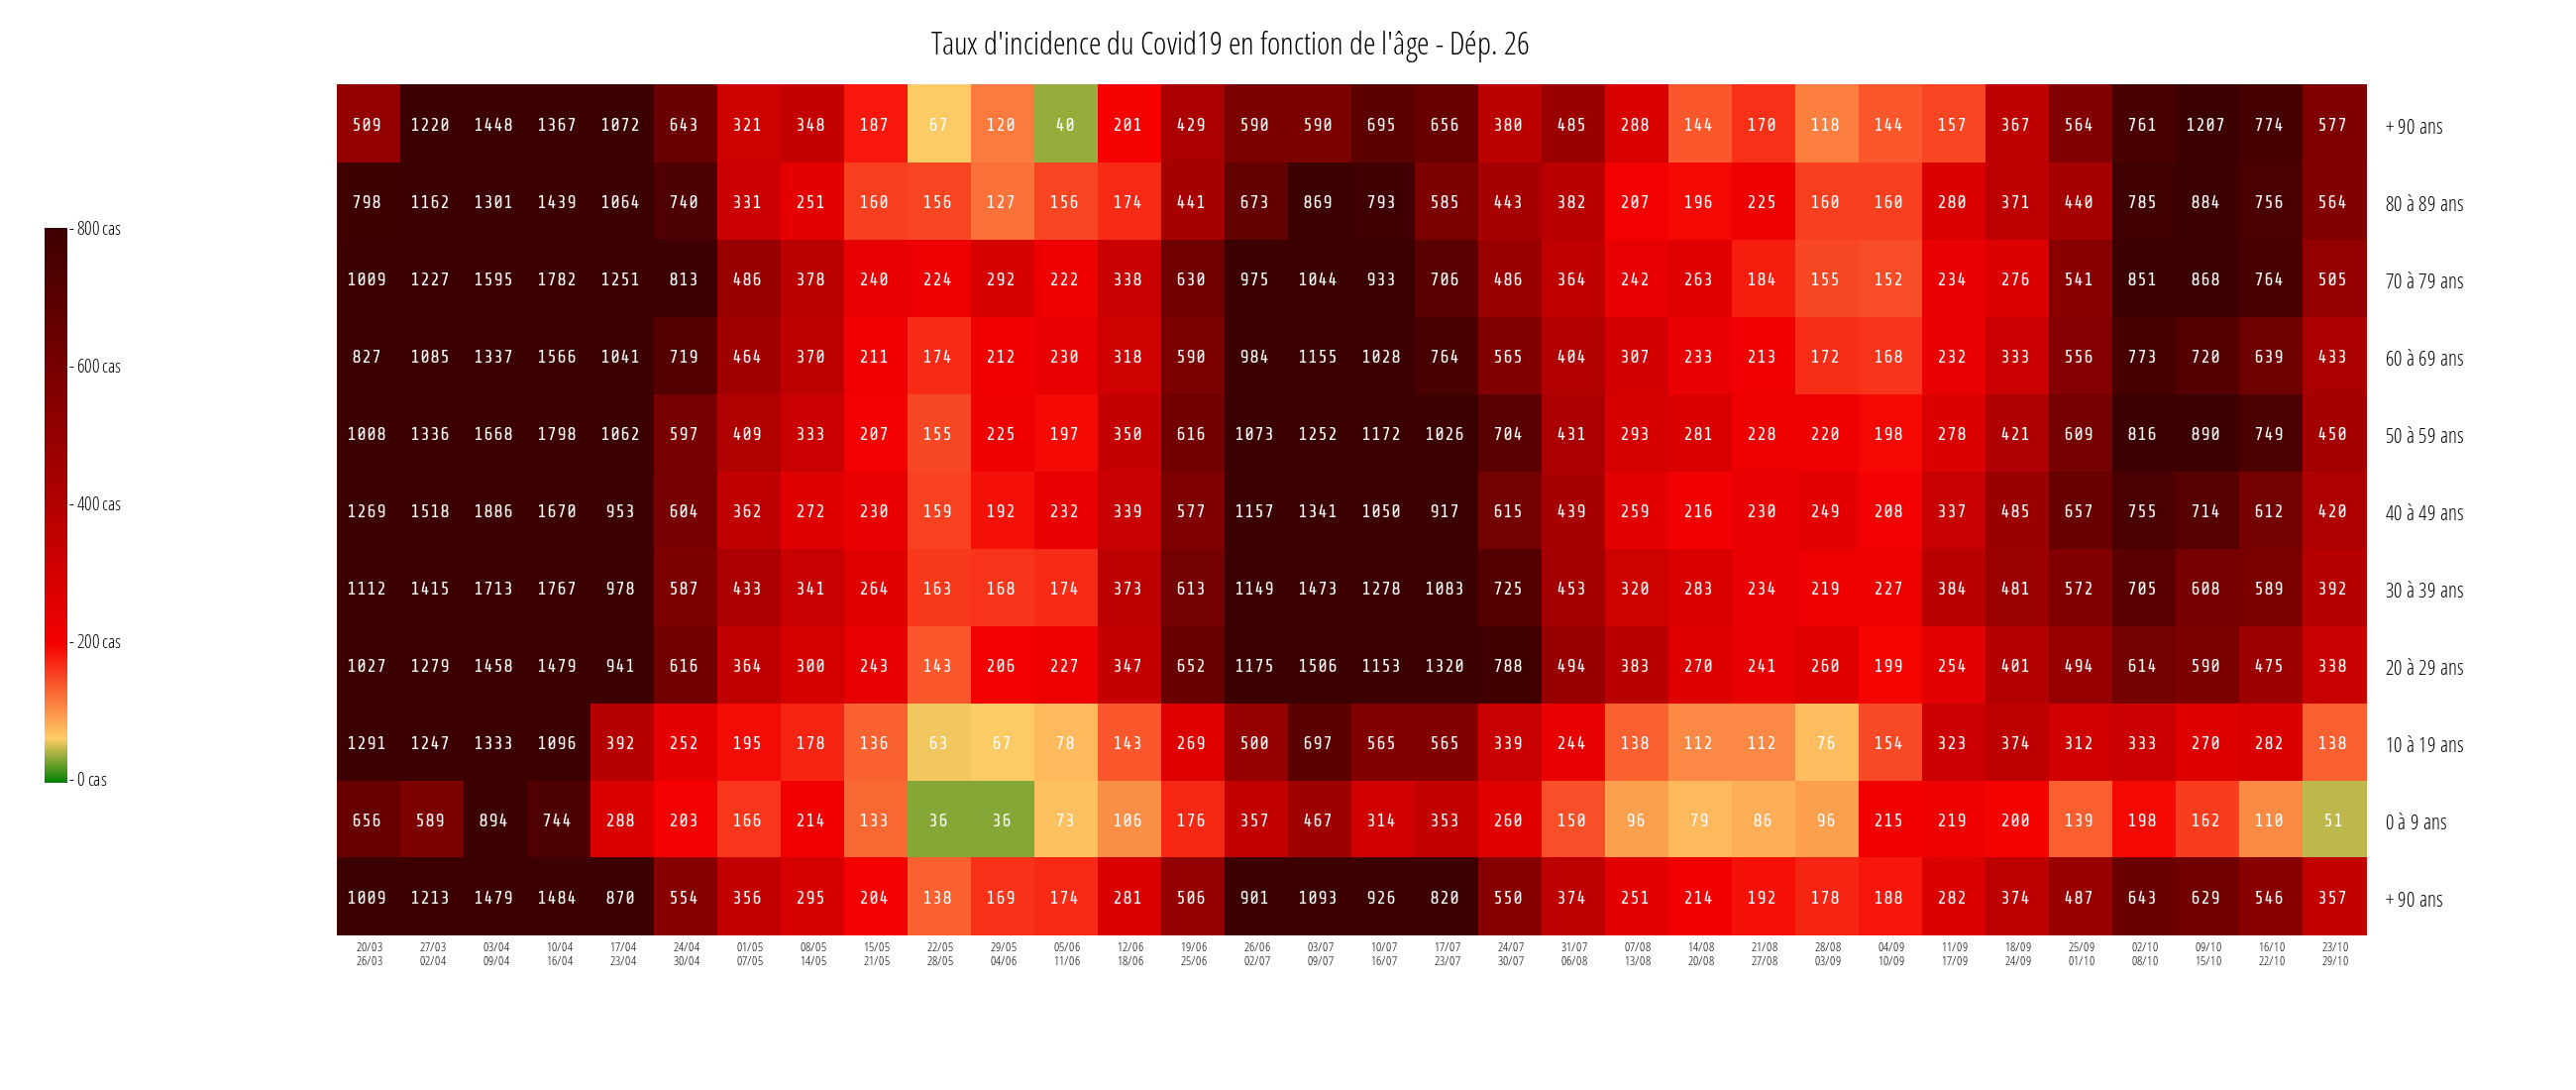 Taux d'incidence du Covid19 en fonction de l'âge - Dép. 26
509 1220 1448 1367 1072 643 321 348 187 67 120 40 201 429 590 590 695 656 380 485 288 144 170 118 144 157 367 564 761 1207 774 577 + 90 ans
798 1162 1301 1439 1064 740 331 251 160 156 127 156 174 441 673 869 793 585 443 382 207 196 225 160 160 280 371 440 785 884 756 564 80 à 89 ans
- 800 cas
1009 1227 1595 1782 1251 813 486 378 240 224 292 222 338 630 975 1044 933 706 486 364 242 263 184 155 152 234 276 541 851 868 764 505 70 à 79 ans
827 1085 1337 1566 1041 719 464 370 211 174 212 230 318 590 984 1155 1028 764 565 404 307 233 213 172 168 232 333 556 773 720 639 433 60 à 69 ans
- 600 cas
1008 1336 1668 1798 1062 597 409 333 207 155 225 197 350 616 1073 1252 1172 1026 704 431 293 281 228 220 198 278 421 609 816 890 749 450 50 à 59 ans
- 400 cas
1269 1518 1886 1670 953 604 362 272 230 159 192 232 339 577 1157 1341 1050 917 615 439 259 216 230 249 208 337 485 657 755 714 612 420 40 à 49 ans
1112 1415 1713 1767 978 587 433 341 264 163 168 174 373 613 1149 1473 1278 1083 725 453 320 283 234 219 227 384 481 572 705 608 589 392 30 à 39 ans
- 200 cas
1027 1279 1458 1479 941 616 364 300 243 143 206 227 347 652 1175 1506 1153 1320 788 494 383 270 241 260 199 254 401 494 614 590 475 338 20 à 29 ans
1291 1247 1333 1096 392 252 195 178 136 63 67 78 143 269 500 697 565 565 339 244 138 112 112 76 154 323 374 312 333 270 282 138 10 à 19 ans
- 0 cas
656 589 894 744 288 203 166 214 133 36 36 73 106 176 357 467 314 353 260 150 96 79 86 96 215 219 200 139 198 162 110 51 0 à 9 ans
1009 1213 1479 1484 870 554 356 295 204 138 169 174 281 506 901 1093 926 820 550 374 251 214 192 178 188 282 374 487 643 629 546 357 + 90 ans
20/03 27/03 03/04 10/04 17/04 24/04 01/05 08/05 15/05 22/05 29/05 05/06 12/06 19/06 26/06 03/07 10/07 17/07 24/07 31/07 07/08 14/08 21/08 28/08 04/09 11/09 18/09 25/09 02/10 09/10 16/10 23/10
26/03 02/04 09/04 16/04 23/04 30/04 07/05 14/05 21/05 28/05 04/06 11/06 18/06 25/06 02/07 09/07 16/07 23/07 30/07 06/08 13/08 20/08 27/08 03/09 10/09 17/09 24/09 01/10 08/10 15/10 22/10 29/10